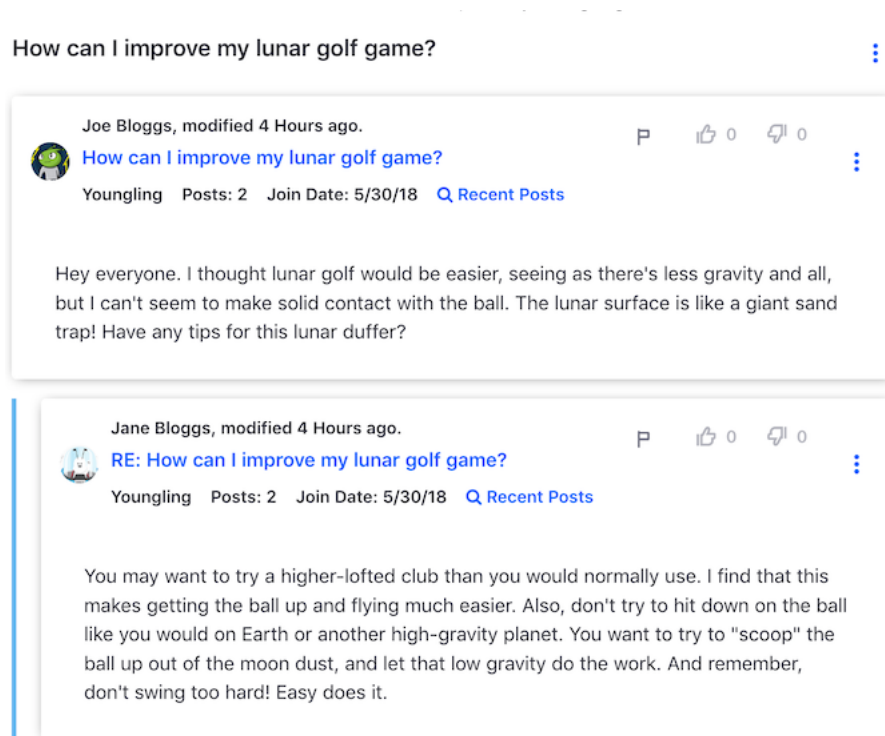 How can I improve my lunar golf game?
Joe Bloggs, modified 4 Hours ago.
0 0
How can I improve my lunar golf game?
Youngling Posts: 2 Join Date: 5/30/18 Recent Posts
Hey everyone. I thought lunar golf would be easier, seeing as there's less gravity and all,
but I can't seem to make solid contact with the ball. The lunar surface is like a giant sand
trap! Have any tips for this lunar duffer?
Jane Bloggs, modified 4 Hours ago.
0 0
RE: How can I improve my lunar golf game?
Youngling Posts: 2 Join Date: 5/30/18 Recent Posts
You may want to try a higher-lofted club than you would normally use. I find that this
makes getting the ball up and flying much easier. Also, don't try to hit down on the ball
like you would on Earth or another high-gravity planet. You want to try to "scoop" the
ball up out of the moon dust, and let that low gravity do the work. And remember,
don't swing too hard! Easy does it.